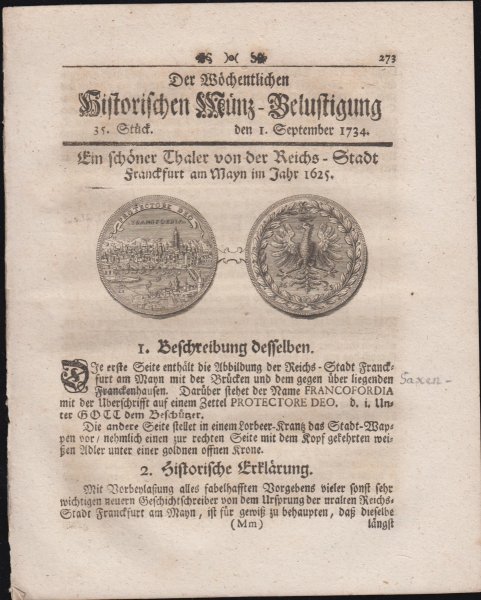 273
Der Wöchentlichen
Historischen Münz-Belustigung
35. Stück. den 1. September 1734.
Ein schöner Thaler von der Reichs-Stadt
Franckfurt am Mayn im Jahr 1625.
PROTECTORE DEO
FRANCOFORDIA
1. Beschreibung desselben.
Die erste Seite enthält die Abbildung der Reichs-Stadt Franck-
furt am Mayn mit der Brücken und dem gegen über liegenden
Franckenhausen. Darüber stehet der Name FRANCOFORDIA
Saxen-
mit der Uberschrifft auf einem Zettel PROTECTORE DEO, d. i. Un-
ter GOTT dem Beschützer.
Die andere Seite stellet in einem Lorbeer-Krantz das Stadt-Wap-
pen vor/ nehmlich einen zur rechten Seite mit dem Kopf gekehrten weis-
sen Adler unter einer goldnen offnen Krone.
2. Historische Erklärung.
Mit Vorbeylaßung alles fabelhafften Vorgebens vieler sonst sehr
wichtigen neuern Geschichtschreiber von dem Ursprung der uralten Reichs-
Stadt Franckfurt am Mayn, ist für gewiß zu behaupten, daß dieselbe
(Mm) längst